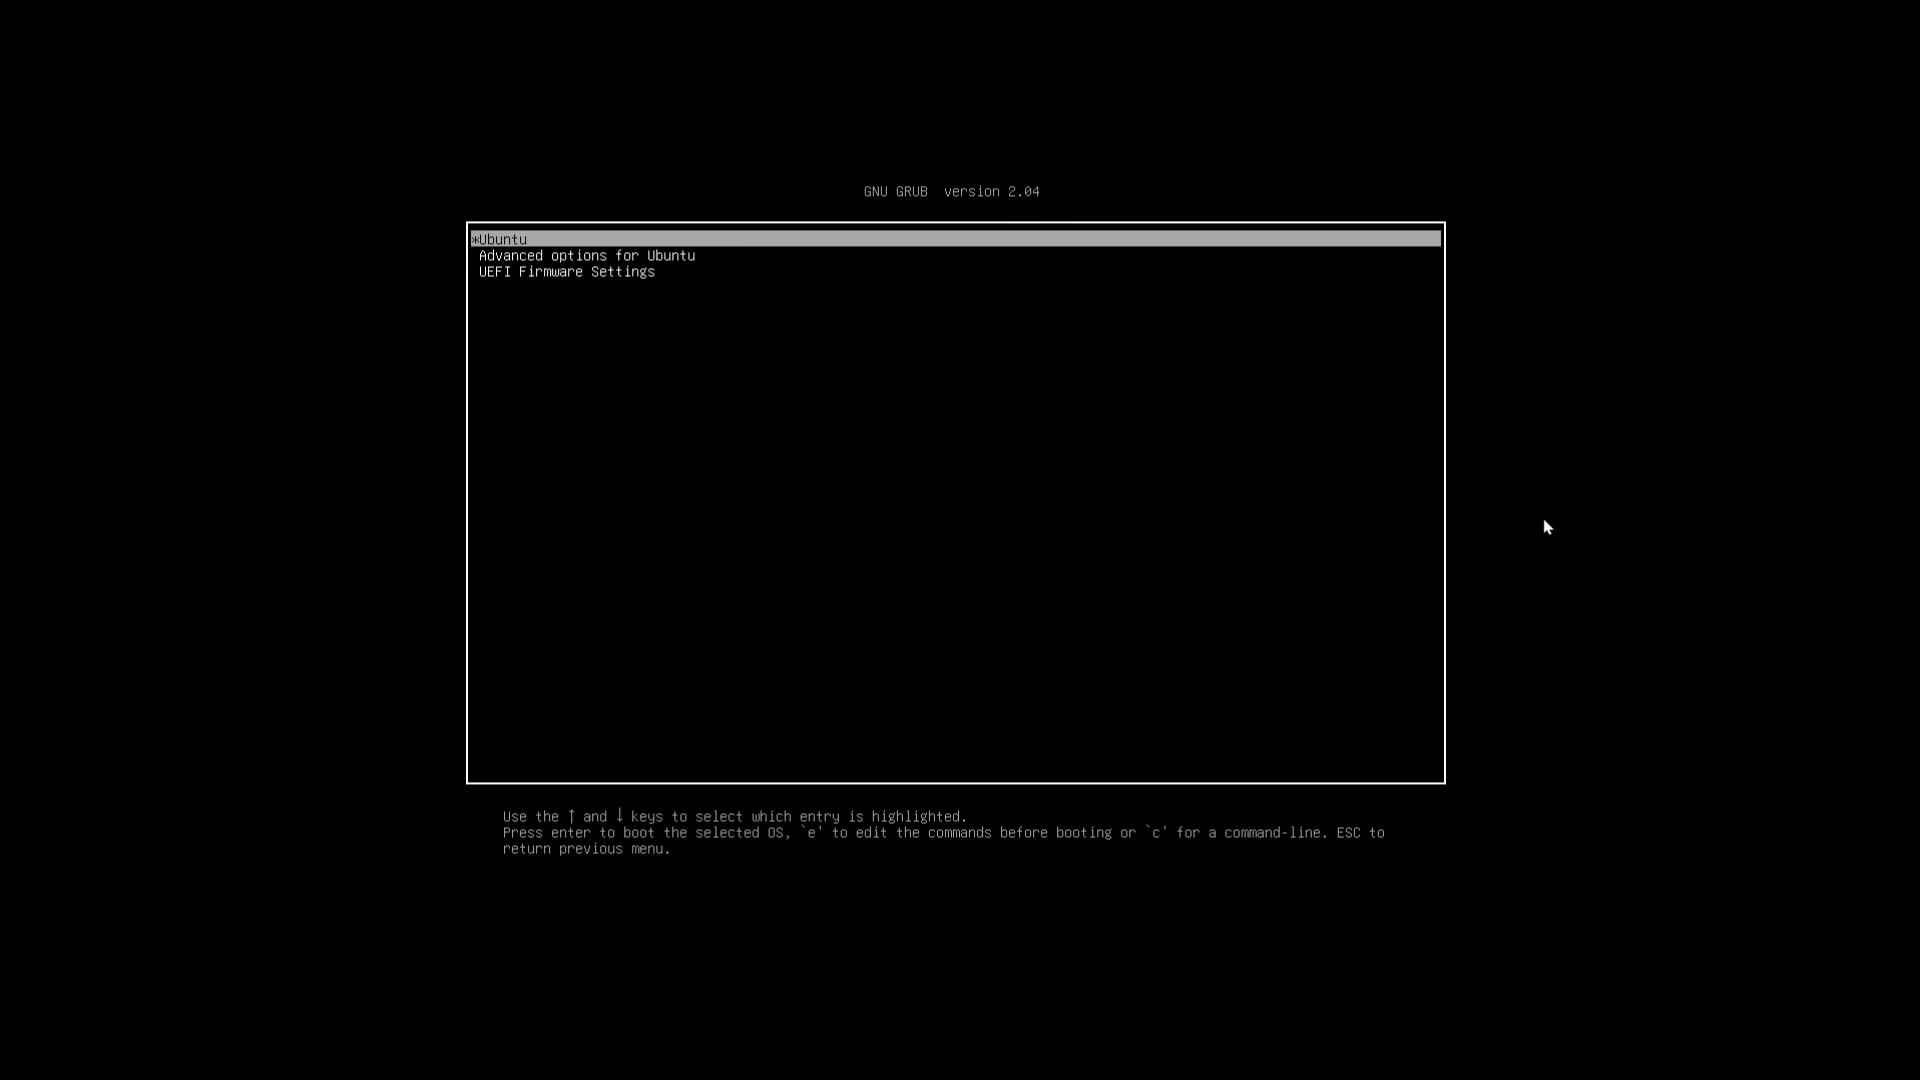 GNU GRUB  version 2.04
*Ubuntu
Advanced options for Ubuntu
UEFI Firmware Settings
Use the ↑ and ↓ keys to select which entry is highlighted.
Press enter to boot the selected OS, `e' to edit the commands before booting or `c' for a command-line. ESC to
return previous menu.